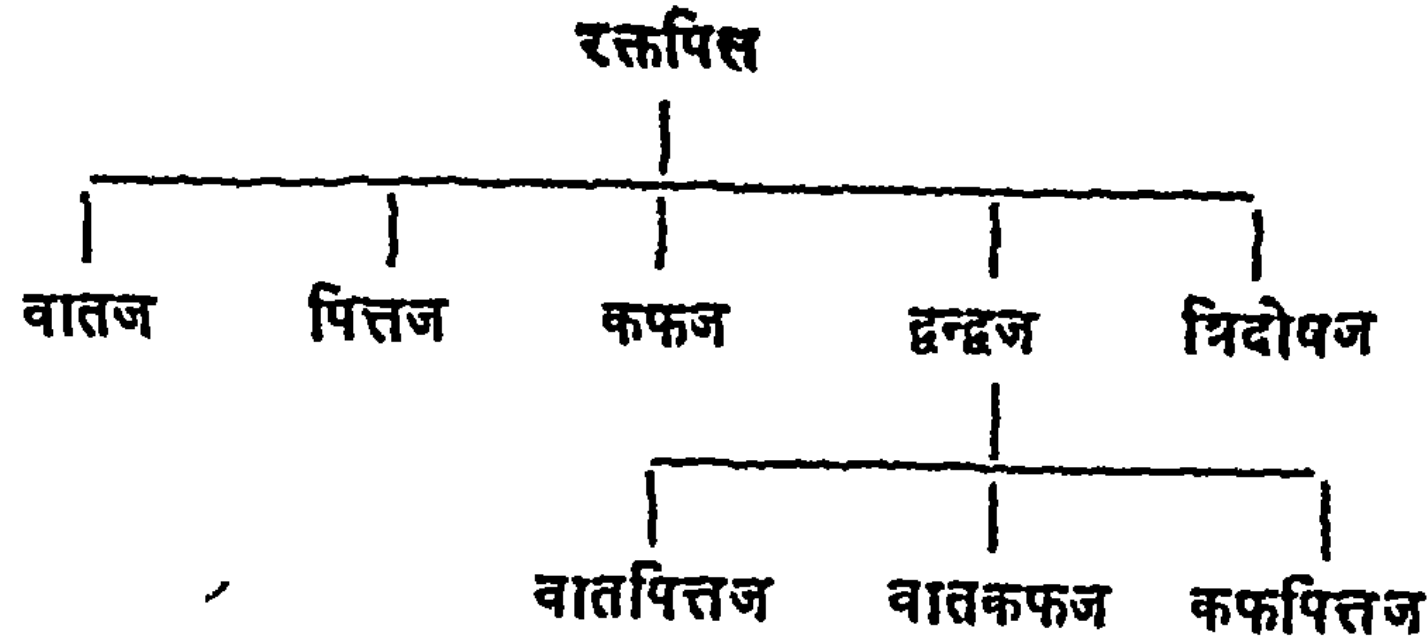 रक्तपित्त
वातज पित्तज कफज द्वन्द्वज त्रिदोषज
वातपित्तज वातकफज कफपित्तज